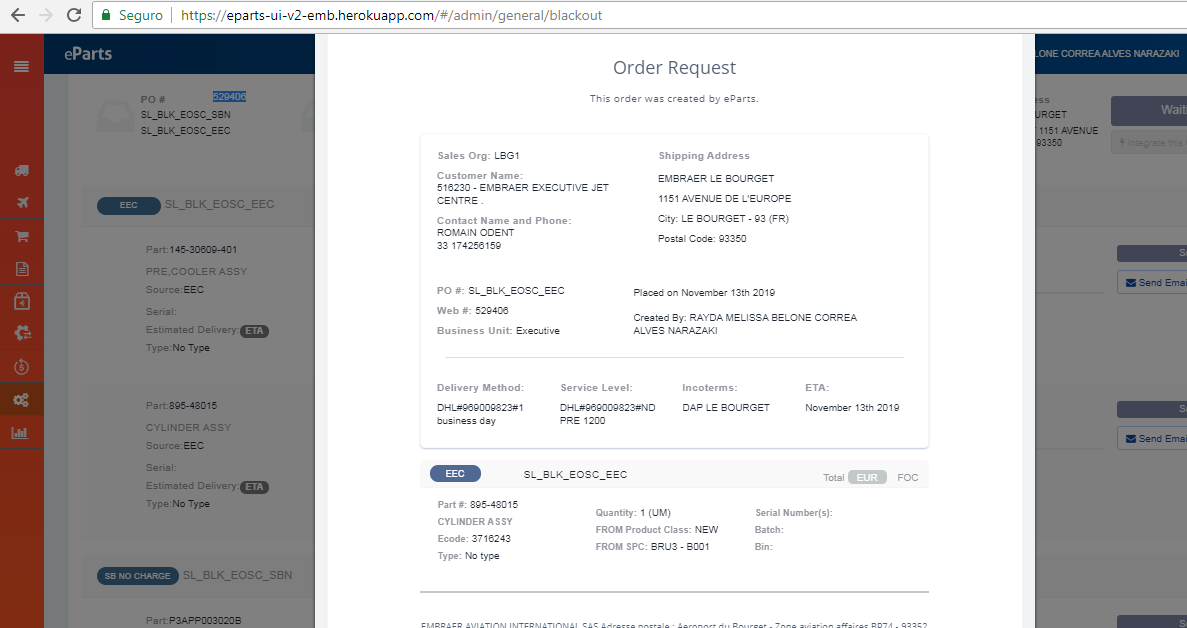 Seguro https://eparts-ui-v2-emb.herokuapp.com/#/admin/general/blackout
eParts
PO # 529406
SL_BLK_EOSC_SBN
SL_BLK_EOSC_EEC
EEC SL_BLK_EOSC_EEC
Part:145-30609-401
PRE,COOLER ASSY
Source:EEC
Serial:
Estimated Delivery: ETA
Type:No Type
Part:895-48015
CYLINDER ASSY
Source:EEC
Serial:
Estimated Delivery: ETA
Type:No Type
SB NO CHARGE SL_BLK_EOSC_SBN
Part:P3APP003020B
Order Request
This order was created by eParts.
Sales Org: LBG1
Customer Name:
516230 - EMBRAER EXECUTIVE JET
CENTRE .
Contact Name and Phone:
ROMAIN ODENT
33 174256159
Shipping Address
EMBRAER LE BOURGET
1151 AVENUE DE L'EUROPE
City: LE BOURGET - 93 (FR)
Postal Code: 93350
PO #: SL_BLK_EOSC_EEC
Web #: 529406
Business Unit: Executive
Placed on November 13th 2019
Created By: RAYDA MELISSA BELONE CORREA
ALVES NARAZAKI
Delivery Method:
DHL#969009823#1
business day
Service Level:
DHL#969009823#ND
PRE 1200
Incoterms:
DAP LE BOURGET
ETA:
November 13th 2019
EEC SL_BLK_EOSC_EEC Total EUR FOC
Part #: 895-48015
CYLINDER ASSY
Ecode: 3716243
Type: No type
Quantity: 1 (UM)
FROM Product Class: NEW
FROM SPC: BRU3 - B001
Serial Number(s):
Batch:
Bin:
EMBRAER AVIATION INTERNATIONAL SAS Adresse postale : Aeroport du Bourget - Zone aviation affaires BP74 - 93352
LONE CORREA ALVES NARAZAKI
ess
URGET
1151 AVENUE
93350
Wait
Integrate this
S
Send Emai
S
Send Emai
S